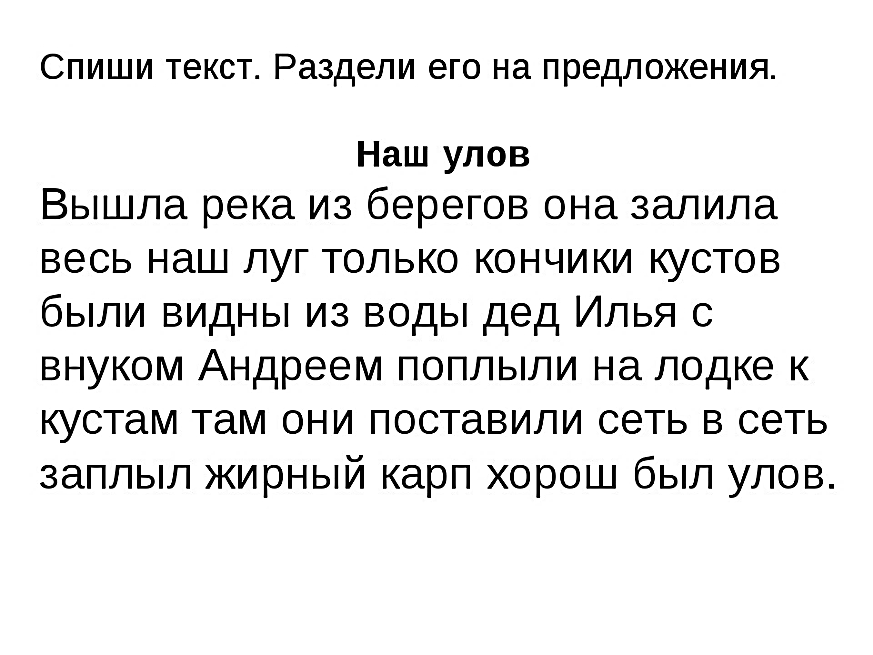 Спиши текст. Раздели его на предложения.
Наш улов
Вышла река из берегов она залила
весь наш луг только кончики кустов
были видны из воды дед Илья с
внуком Андреем поплыли на лодке к
кустам там они поставили сеть в сеть
заплыл жирный карп хорош был улов.